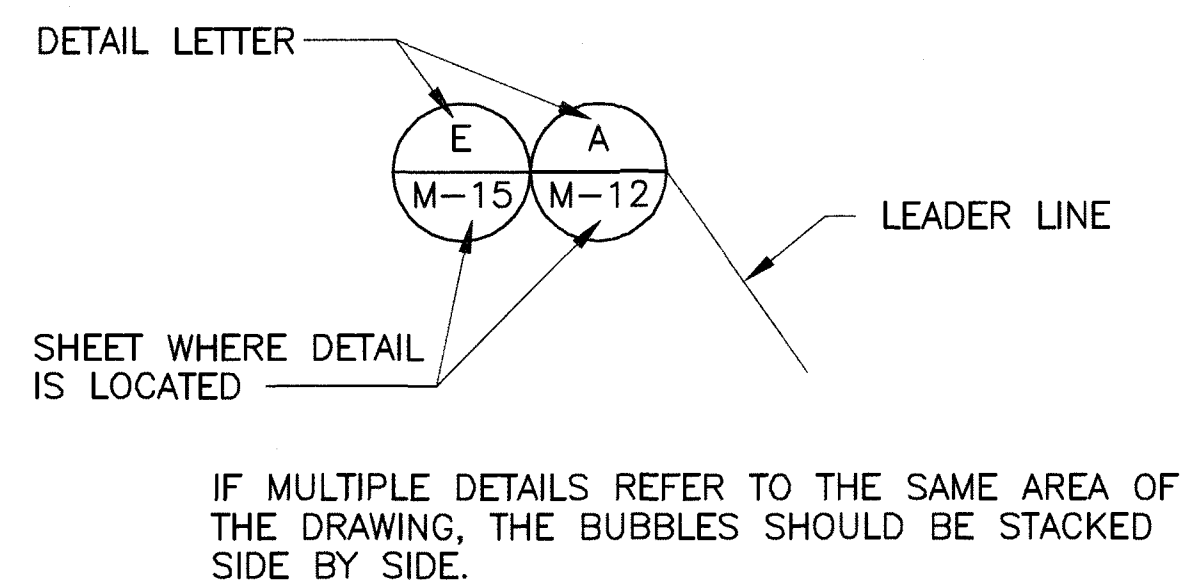 DETAIL LETTER
E
A
M-15
M-12
LEADER LINE
SHEET WHERE DETAIL
IS LOCATED
IF MULTIPLE DETAILS REFER TO THE SAME AREA OF
THE DRAWING, THE BUBBLES SHOULD BE STACKED
SIDE BY SIDE.